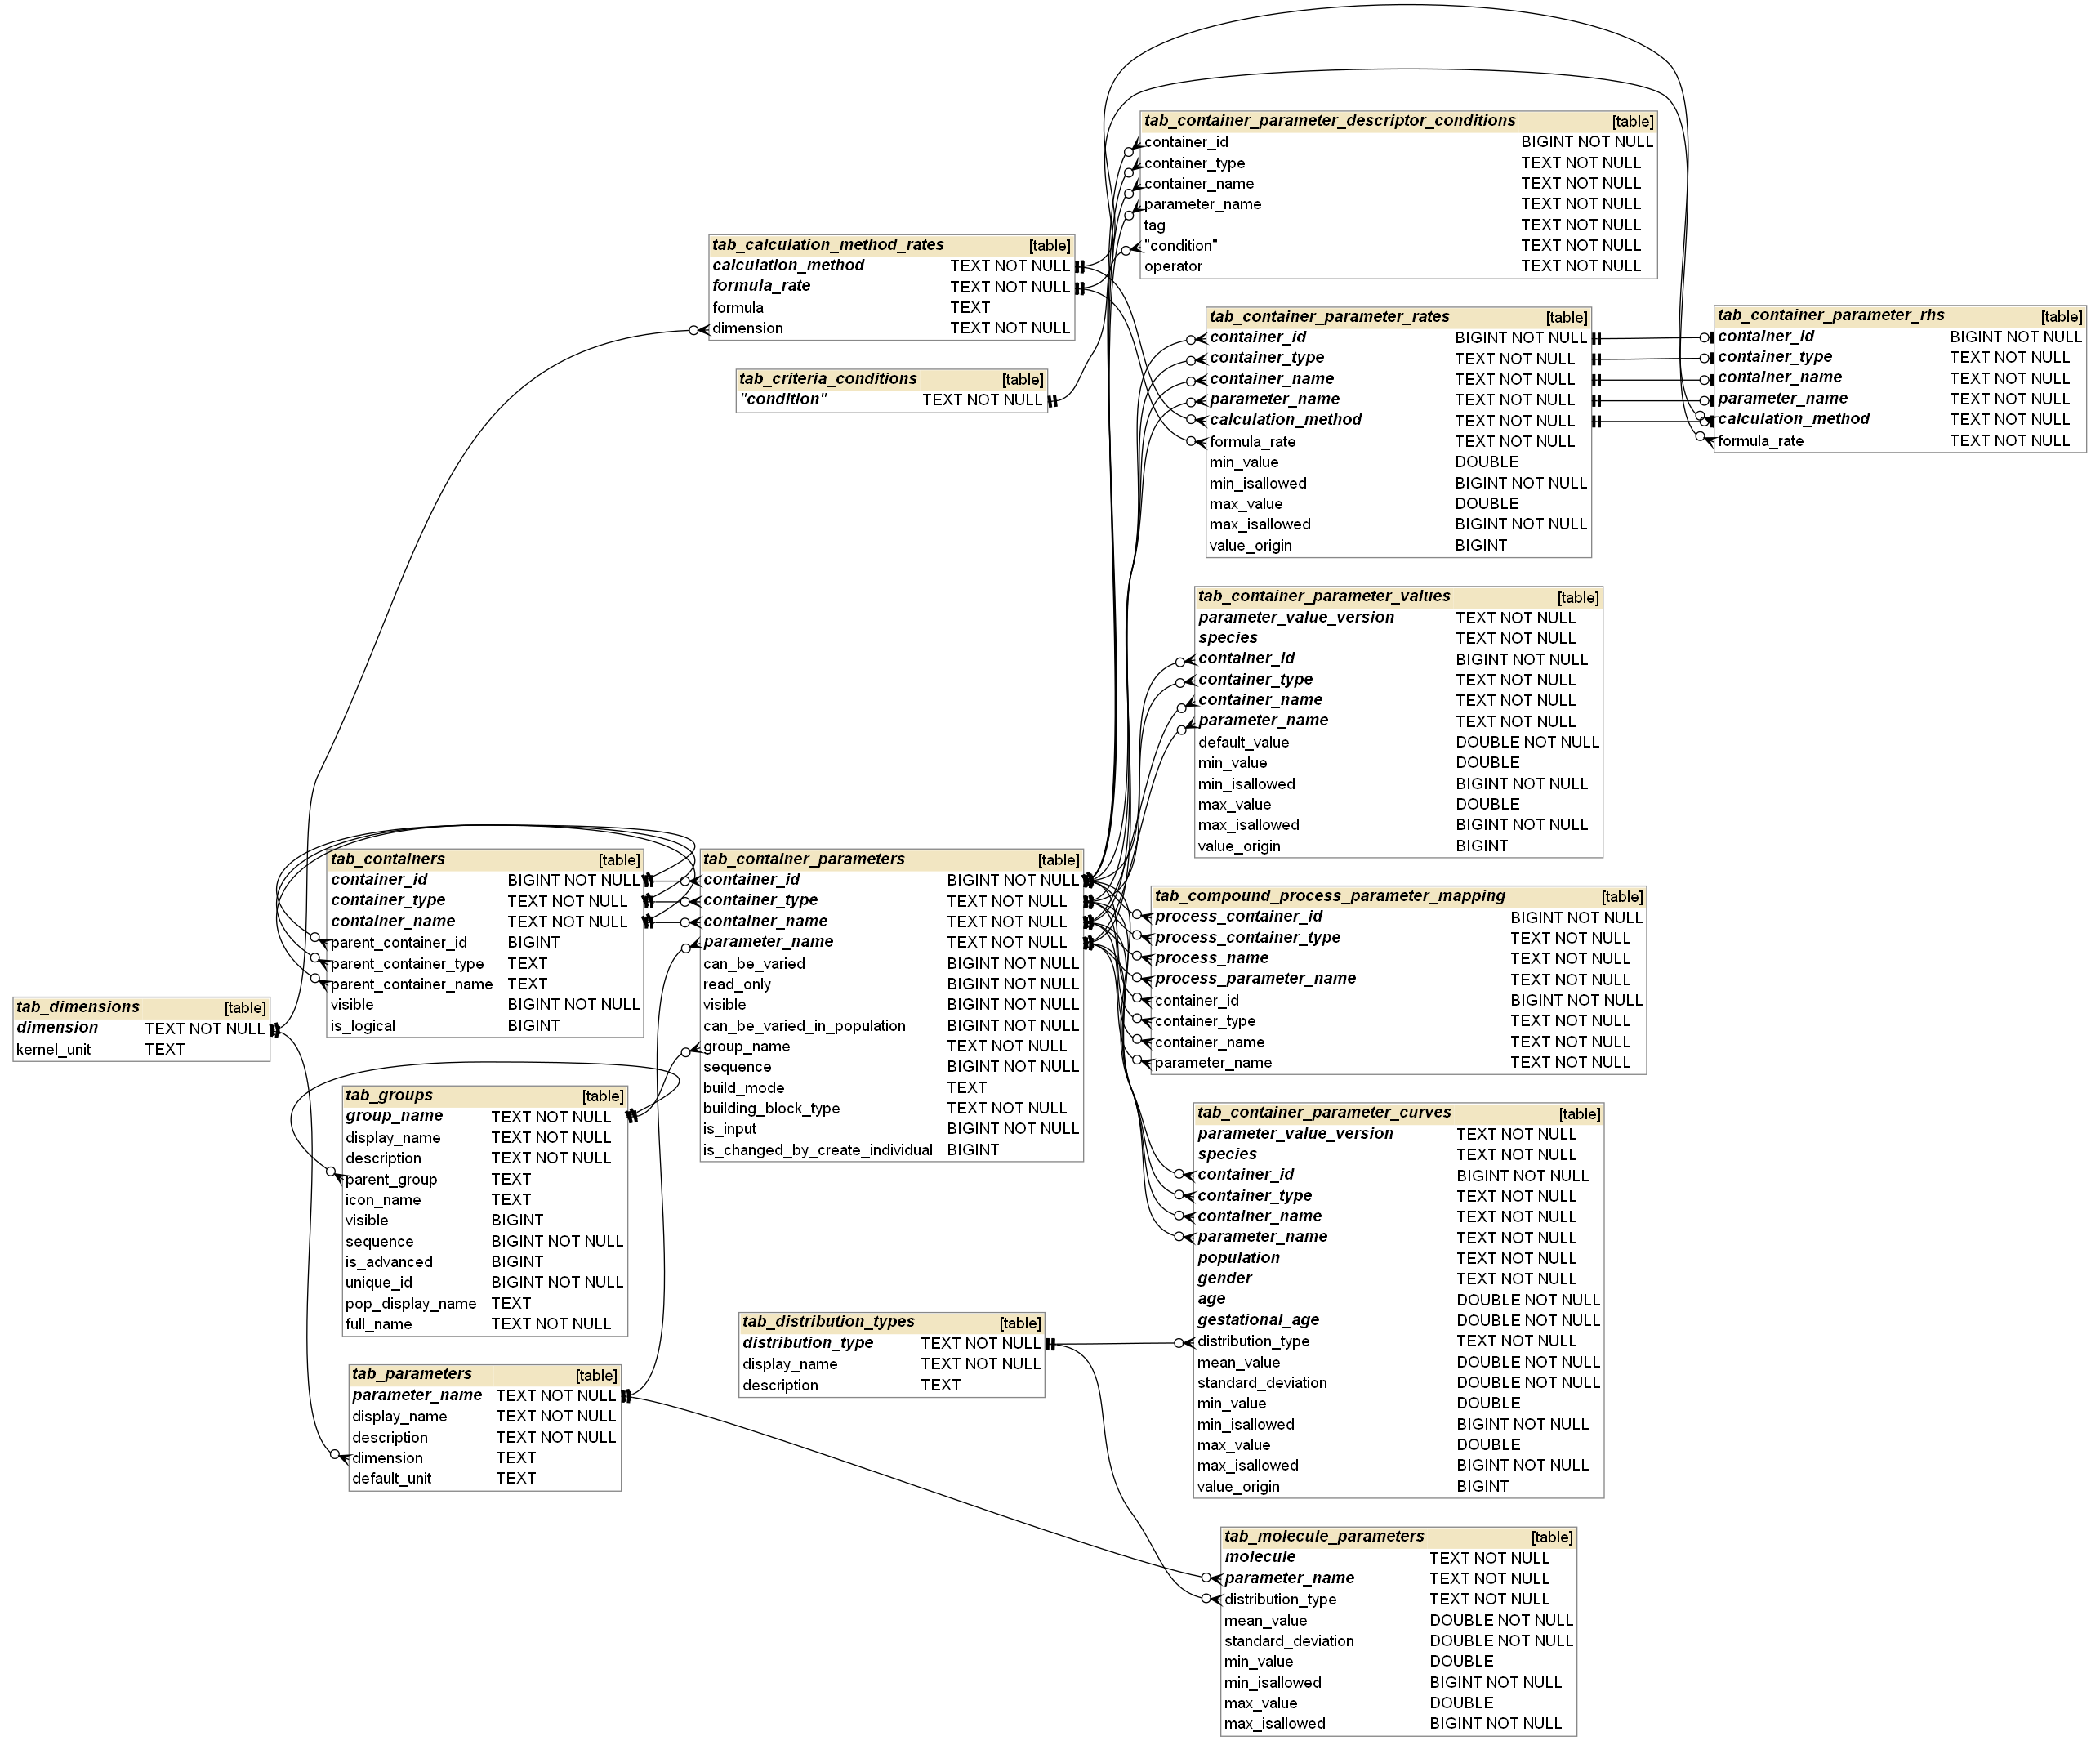 tab_container_parameter_descriptor_conditions [table]
container_id BIGINT NOT NULL
container_type TEXT NOT NULL
container_name TEXT NOT NULL
parameter_name TEXT NOT NULL
tag TEXT NOT NULL
"condition" TEXT NOT NULL
operator TEXT NOT NULL
tab_calculation_method_rates [table]
calculation_method TEXT NOT NULL
formula_rate TEXT NOT NULL
formula TEXT
dimension TEXT NOT NULL
tab_criteria_conditions [table]
"condition" TEXT NOT NULL
tab_container_parameter_rates [table]
container_id BIGINT NOT NULL
container_type TEXT NOT NULL
container_name TEXT NOT NULL
parameter_name TEXT NOT NULL
calculation_method TEXT NOT NULL
formula_rate TEXT NOT NULL
min_value DOUBLE
min_isallowed BIGINT NOT NULL
max_value DOUBLE
max_isallowed BIGINT NOT NULL
value_origin BIGINT
tab_container_parameter_rhs [table]
container_id BIGINT NOT NULL
container_type TEXT NOT NULL
container_name TEXT NOT NULL
parameter_name TEXT NOT NULL
calculation_method TEXT NOT NULL
formula_rate TEXT NOT NULL
tab_container_parameter_values [table]
parameter_value_version TEXT NOT NULL
species TEXT NOT NULL
container_id BIGINT NOT NULL
container_type TEXT NOT NULL
container_name TEXT NOT NULL
parameter_name TEXT NOT NULL
default_value DOUBLE NOT NULL
min_value DOUBLE
min_isallowed BIGINT NOT NULL
max_value DOUBLE
max_isallowed BIGINT NOT NULL
value_origin BIGINT
tab_containers [table]
container_id BIGINT NOT NULL
container_type TEXT NOT NULL
container_name TEXT NOT NULL
parent_container_id BIGINT
parent_container_type TEXT
parent_container_name TEXT
visible BIGINT NOT NULL
is_logical BIGINT
tab_container_parameters [table]
container_id BIGINT NOT NULL
container_type TEXT NOT NULL
container_name TEXT NOT NULL
parameter_name TEXT NOT NULL
can_be_varied BIGINT NOT NULL
read_only BIGINT NOT NULL
visible BIGINT NOT NULL
can_be_varied_in_population BIGINT NOT NULL
group_name TEXT NOT NULL
sequence BIGINT NOT NULL
build_mode TEXT
building_block_type TEXT NOT NULL
is_input BIGINT NOT NULL
is_changed_by_create_individual BIGINT
tab_compound_process_parameter_mapping [table]
process_container_id BIGINT NOT NULL
process_container_type TEXT NOT NULL
process_name TEXT NOT NULL
process_parameter_name TEXT NOT NULL
container_id BIGINT NOT NULL
container_type TEXT NOT NULL
container_name TEXT NOT NULL
parameter_name TEXT NOT NULL
tab_dimensions [table]
dimension TEXT NOT NULL
kernel_unit TEXT
tab_groups [table]
group_name TEXT NOT NULL
display_name TEXT NOT NULL
description TEXT NOT NULL
parent_group TEXT
icon_name TEXT
visible BIGINT
sequence BIGINT NOT NULL
is_advanced BIGINT
unique_id BIGINT NOT NULL
pop_display_name TEXT
full_name TEXT NOT NULL
tab_container_parameter_curves [table]
parameter_value_version TEXT NOT NULL
species TEXT NOT NULL
container_id BIGINT NOT NULL
container_type TEXT NOT NULL
container_name TEXT NOT NULL
parameter_name TEXT NOT NULL
population TEXT NOT NULL
gender TEXT NOT NULL
age DOUBLE NOT NULL
gestational_age DOUBLE NOT NULL
distribution_type TEXT NOT NULL
mean_value DOUBLE NOT NULL
standard_deviation DOUBLE NOT NULL
min_value DOUBLE
min_isallowed BIGINT NOT NULL
max_value DOUBLE
max_isallowed BIGINT NOT NULL
value_origin BIGINT
tab_distribution_types [table]
distribution_type TEXT NOT NULL
display_name TEXT NOT NULL
description TEXT
tab_parameters [table]
parameter_name TEXT NOT NULL
display_name TEXT NOT NULL
description TEXT NOT NULL
dimension TEXT
default_unit TEXT
tab_molecule_parameters [table]
molecule TEXT NOT NULL
parameter_name TEXT NOT NULL
distribution_type TEXT NOT NULL
mean_value DOUBLE NOT NULL
standard_deviation DOUBLE NOT NULL
min_value DOUBLE
min_isallowed BIGINT NOT NULL
max_value DOUBLE
max_isallowed BIGINT NOT NULL